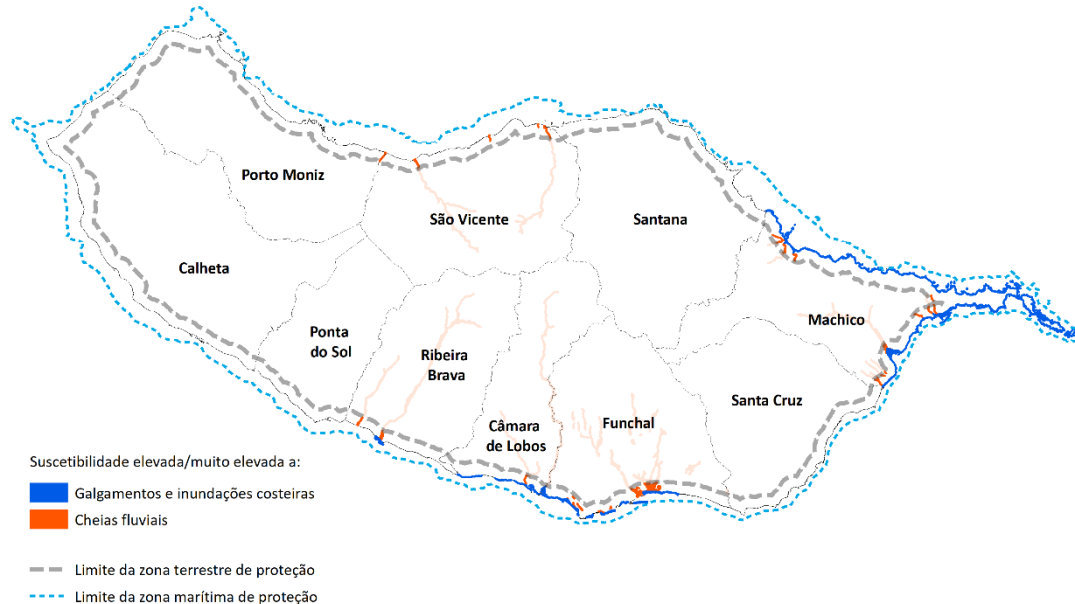 Porto Moniz
São Vicente
Santana
Calheta
Machico
Ponta
do Sol
Ribeira
Brava
Santa Cruz
Câmara
de Lobos
Funchal
Suscetibilidade elevada/muito elevada a:
Galgamentos e inundações costeiras
Cheias fluviais
Limite da zona terrestre de proteção
Limite da zona marítima de proteção